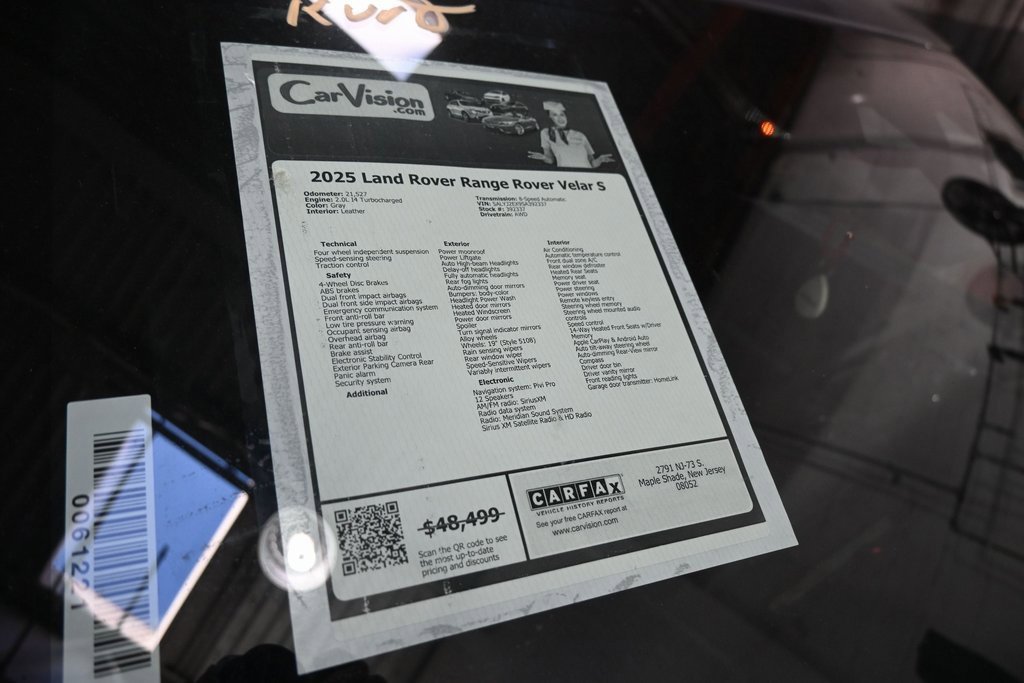 CarVision
.com
2025 Land Rover Range Rover Velar S
Odometer: 21,527
Engine: 2.0L I4 Turbocharged
Color: Gray
Interior: Leather
Transmission: 8-Speed Automatic
Stock #: 392337
Drivetrain: AWD
Technical
Four wheel independent suspension
Speed-sensing steering
Traction control
Safety
4-Wheel Disc Brakes
ABS brakes
Dual front impact airbags
Dual front side impact airbags
Emergency communication system
Front anti-roll bar
Low tire pressure warning
Occupant sensing airbag
Overhead airbag
Rear anti-roll bar
Brake assist
Electronic Stability Control
Exterior Parking Camera Rear
Panic alarm
Security system
Additional
Exterior
Power moonroof
Power Liftgate
Auto High-beam Headlights
Delay-off headlights
Fully automatic headlights
Rear fog lights
Auto-dimming door mirrors
Bumpers: body-color
Headlight Power Wash
Heated door mirrors
Heated Windscreen
Power door mirrors
Spoiler
Turn signal indicator mirrors
Alloy wheels
Wheels: 19" (Style 5108)
Rain sensing wipers
Rear window wiper
Speed-Sensitive Wipers
Variably intermittent wipers
Electronic
Navigation system: Pivi Pro
12 Speakers
AM/FM radio: SiriusXM
Radio data system
Radio: Meridian Sound System
Sirius XM Satellite Radio & HD Radio
Interior
Air Conditioning
Automatic temperature control
Front dual zone A/C
Rear window defroster
Heated Rear Seats
Memory seat
Power driver seat
Power steering
Power windows
Remote keyless entry
Steering wheel memory
Steering wheel mounted audio
controls
Speed control
14-Way Heated Front Seats w/Driver
Memory
Apple CarPlay & Android Auto
Auto tilt-away steering wheel
Auto-dimming Rear-View mirror
Compass
Driver door bin
Driver vanity mirror
Front reading lights
Garage door transmitter: HomeLink
$48,499
Scan the QR code to see
the most up-to-date
pricing and discounts
CARFAX
VEHICLE HISTORY REPORTS
See your free CARFAX report at
www.carvision.com
2791 NJ-73 S.
Maple Shade, New Jersey
08052